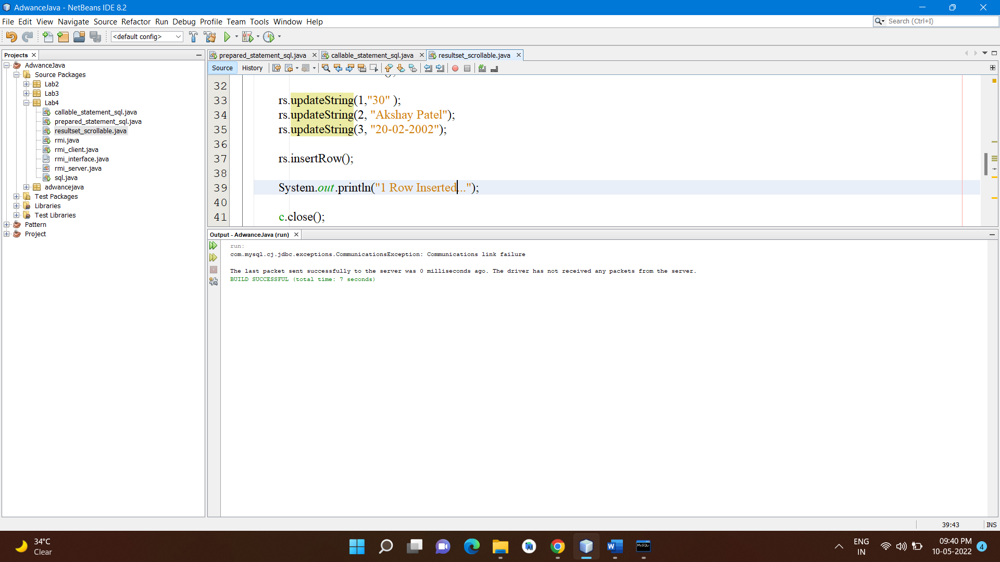 AdwanceJava - NetBeans IDE 8.2
File Edit View Navigate Source Refactor Run Debug Profile Team Tools Window Help
Search (Ctrl+I)
<default config>
Projects
AdwanceJava
Source Packages
Lab2
Lab3
Lab4
callable_statement_sql.java
prepared_statement_sql.java
resultset_scrollable.java
rmi.java
rmi_client.java
rmi_interface.java
rmi_server.java
sql.java
adwancejava
Test Packages
Libraries
Test Libraries
Pattern
Project
prepared_statement_sql.java callable_statement_sql.java resultset_scrollable.java
Source History
32
33 rs.updateString(1,"30" );
34 rs.updateString(2, "Akshay Patel");
35 rs.updateString(3, "20-02-2002");
36
37 rs.insertRow();
38
39 System.out.println("1 Row Inserted...");
40
41 c.close();
Output - AdwanceJava (run)
run:
com.mysql.cj.jdbc.exceptions.CommunicationsException: Communications link failure
The last packet sent successfully to the server was 0 milliseconds ago. The driver has not received any packets from the server.
BUILD SUCCESSFUL (total time: 7 seconds)
39:43 INS
34°C
Clear
W
MySQL
ENG
IN
09:40 PM
10-05-2022
4